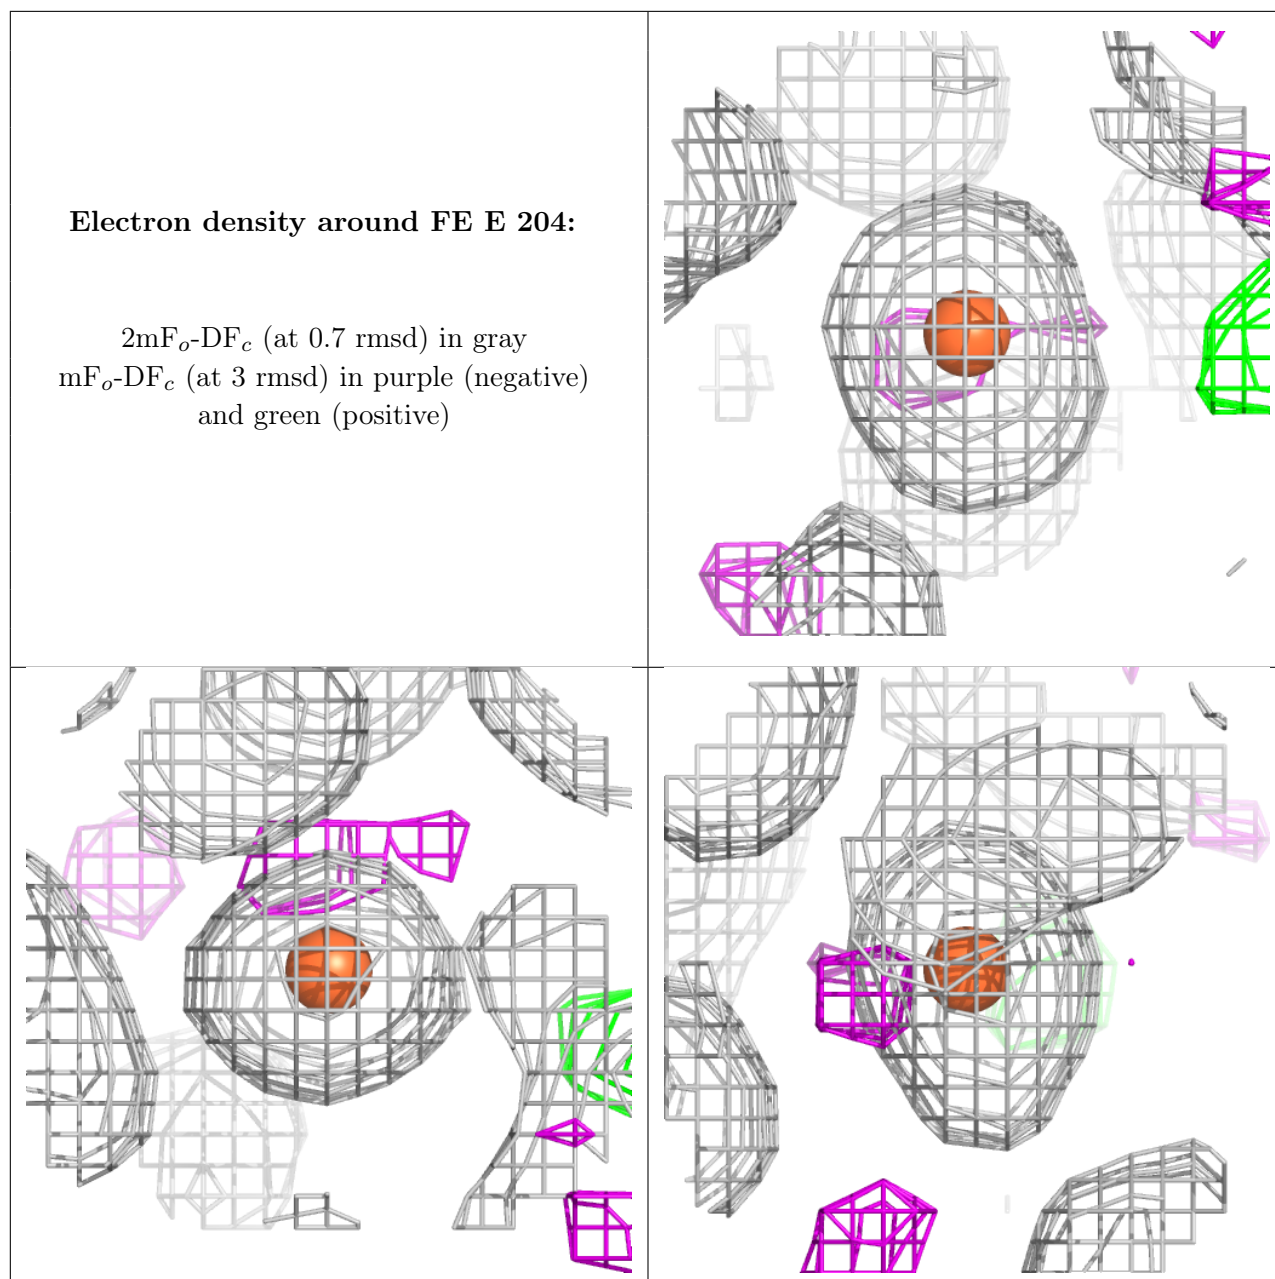 Electron density around FE E 204:
2mFo-DFc (at 0.7 rmsd) in gray
mFo-DFc (at 3 rmsd) in purple (negative)
and green (positive)